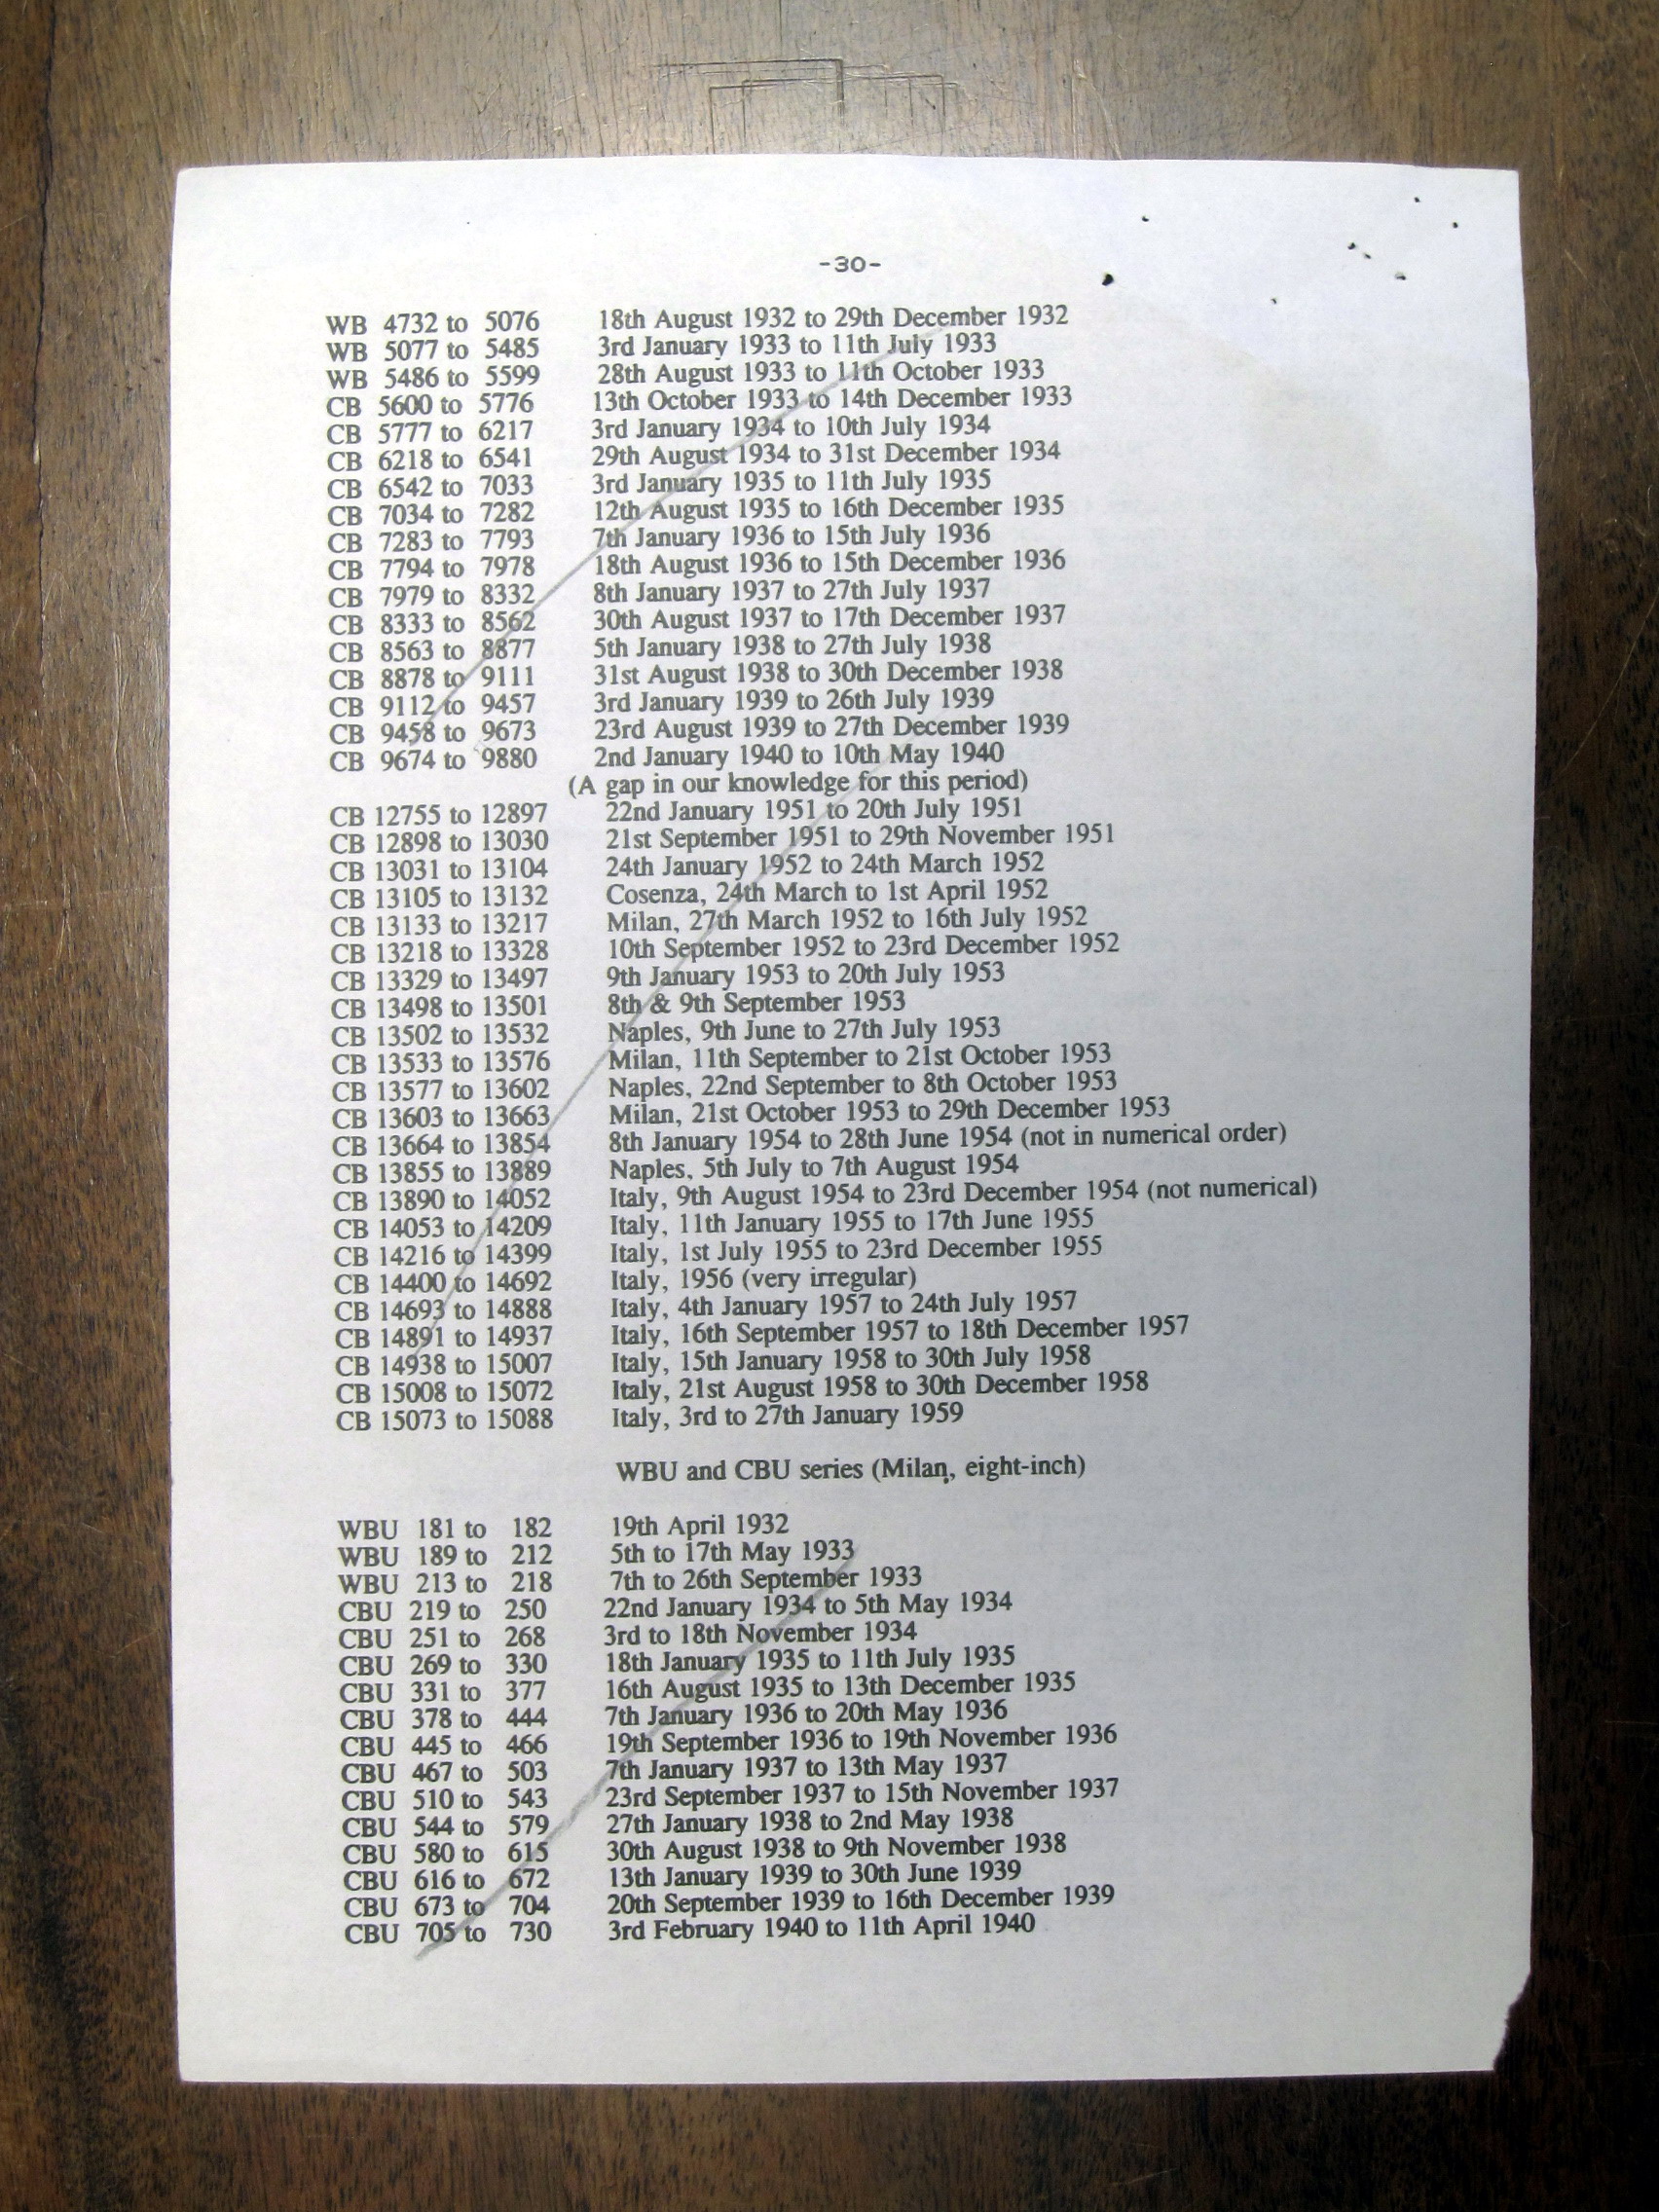 -30-
WB 4732 to 5076 18th August 1932 to 29th December 1932
WB 5077 to 5485 3rd January 1933 to 11th July 1933
WB 5486 to 5599 28th August 1933 to 11th October 1933
CB 5600 to 5776 13th October 1933 to 14th December 1933
CB 5777 to 6217 3rd January 1934 to 10th July 1934
CB 6218 to 6541 29th August 1934 to 31st December 1934
CB 6542 to 7033 3rd January 1935 to 11th July 1935
CB 7034 to 7282 12th August 1935 to 16th December 1935
CB 7283 to 7793 7th January 1936 to 15th July 1936
CB 7794 to 7978 18th August 1936 to 15th December 1936
CB 7979 to 8332 8th January 1937 to 27th July 1937
CB 8333 to 8562 30th August 1937 to 17th December 1937
CB 8563 to 8877 5th January 1938 to 27th July 1938
CB 8878 to 9111 31st August 1938 to 30th December 1938
CB 9112 to 9457 3rd January 1939 to 26th July 1939
CB 9458 to 9673 23rd August 1939 to 27th December 1939
CB 9674 to 9880 2nd January 1940 to 10th May 1940
(A gap in our knowledge for this period)
CB 12755 to 12897 22nd January 1951 to 20th July 1951
CB 12898 to 13030 21st September 1951 to 29th November 1951
CB 13031 to 13104 24th January 1952 to 24th March 1952
CB 13105 to 13132 Cosenza, 24th March to 1st April 1952
CB 13133 to 13217 Milan, 27th March 1952 to 16th July 1952
CB 13218 to 13328 10th September 1952 to 23rd December 1952
CB 13329 to 13497 9th January 1953 to 20th July 1953
CB 13498 to 13501 8th & 9th September 1953
CB 13502 to 13532 Naples, 9th June to 27th July 1953
CB 13533 to 13576 Milan, 11th September to 21st October 1953
CB 13577 to 13602 Naples, 22nd September to 8th October 1953
CB 13603 to 13663 Milan, 21st October 1953 to 29th December 1953
CB 13664 to 13854 8th January 1954 to 28th June 1954 (not in numerical order)
CB 13855 to 13889 Naples, 5th July to 7th August 1954
CB 13890 to 14052 Italy, 9th August 1954 to 23rd December 1954 (not numerical)
CB 14053 to 14209 Italy, 11th January 1955 to 17th June 1955
CB 14216 to 14399 Italy, 1st July 1955 to 23rd December 1955
CB 14400 to 14692 Italy, 1956 (very irregular)
CB 14693 to 14888 Italy, 4th January 1957 to 24th July 1957
CB 14891 to 14937 Italy, 16th September 1957 to 18th December 1957
CB 14938 to 15007 Italy, 15th January 1958 to 30th July 1958
CB 15008 to 15072 Italy, 21st August 1958 to 30th December 1958
CB 15073 to 15088 Italy, 3rd to 27th January 1959
WBU and CBU series (Milan, eight-inch)
WBU 181 to 182 19th April 1932
WBU 189 to 212 5th to 17th May 1933
WBU 213 to 218 7th to 26th September 1933
CBU 219 to 250 22nd January 1934 to 5th May 1934
CBU 251 to 268 3rd to 18th November 1934
CBU 269 to 330 18th January 1935 to 11th July 1935
CBU 331 to 377 16th August 1935 to 13th December 1935
CBU 378 to 444 7th January 1936 to 20th May 1936
CBU 445 to 466 19th September 1936 to 19th November 1936
CBU 467 to 503 7th January 1937 to 13th May 1937
CBU 510 to 543 23rd September 1937 to 15th November 1937
CBU 544 to 579 27th January 1938 to 2nd May 1938
CBU 580 to 615 30th August 1938 to 9th November 1938
CBU 616 to 672 13th January 1939 to 30th June 1939
CBU 673 to 704 20th September 1939 to 16th December 1939
CBU 705 to 730 3rd February 1940 to 11th April 1940